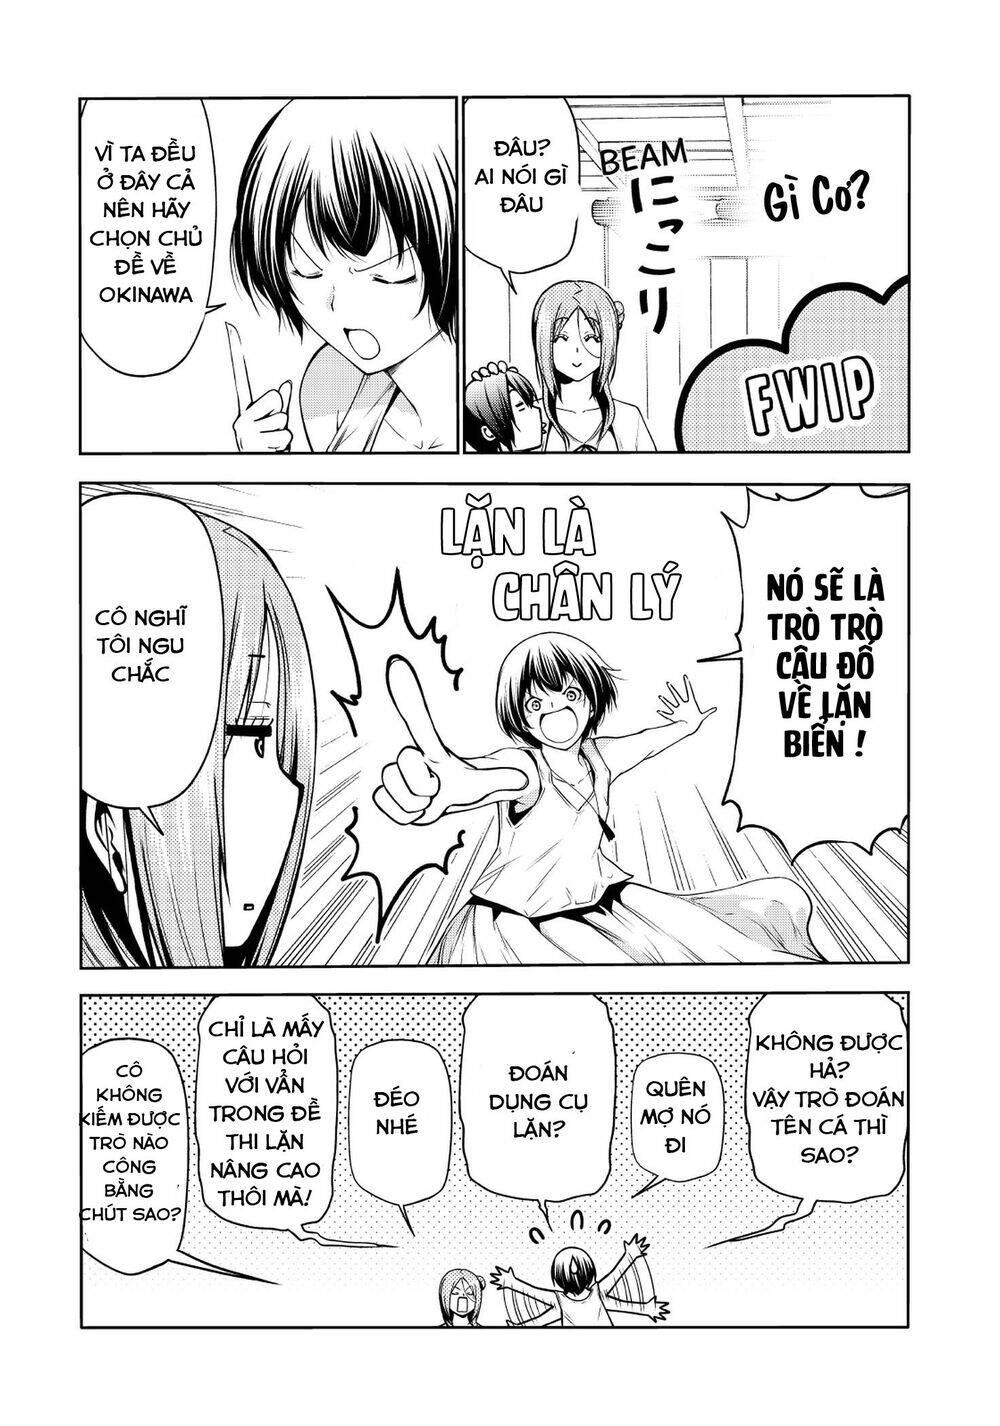 Gì cơ?
FWIP
BEAM
にっこり
ĐÂU?
AI NÓI GÌ
ĐÂU
VÌ TA ĐỀU
Ở ĐÂY CẢ
NÊN HÃY
CHỌN CHỦ
ĐỀ VỀ
OKINAWA
NÓ SẼ LÀ
TRÒ TRÒ
CÂU ĐỐ
VỀ LẶN
BIỂN !
LẶN LÀ
CHÂN LÝ
CÔ NGHĨ
TÔI NGU
CHẮC
KHÔNG ĐƯỢC
HẢ?
VẬY TRÒ ĐOÁN
TÊN CÁ THÌ
SAO?
QUÊN
MỢ NÓ
ĐI
ĐOÁN
DỤNG CỤ
LẶN?
ĐÉO
NHÉ
CHỈ LÀ MẤY
CÂU HỎI
VỚI VẨN
TRONG ĐỀ
THI LẶN
NÂNG CAO
THÔI MÀ!
CÔ
KHÔNG
KIẾM ĐƯỢC
TRÒ NÀO
CÔNG
BẰNG
CHÚT SAO?